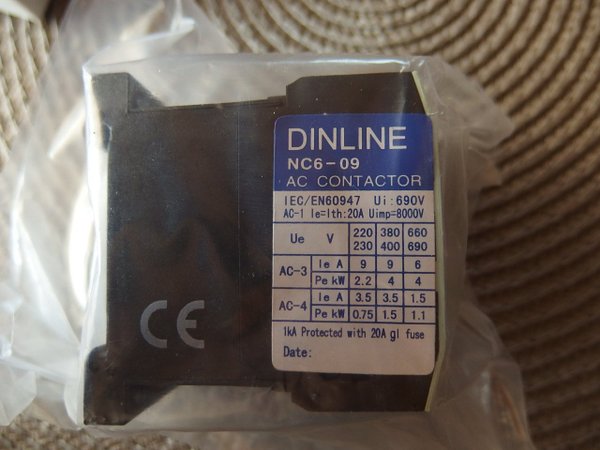 DINLINE
NC6-09
AC CONTACTOR
IEC/EN60947 Ui:690V
AC-1 Ie=Ith:20A Uimp=8000V
Ue V 220 230 380 400 660 690
AC-3 Ie A 9 9 6
Pe kW 2.2 4 4
AC-4 Ie A 3.5 3.5 1.5
Pe kW 0.75 1.5 1.1
1kA Protected with 20A gl fuse
Date:
CE